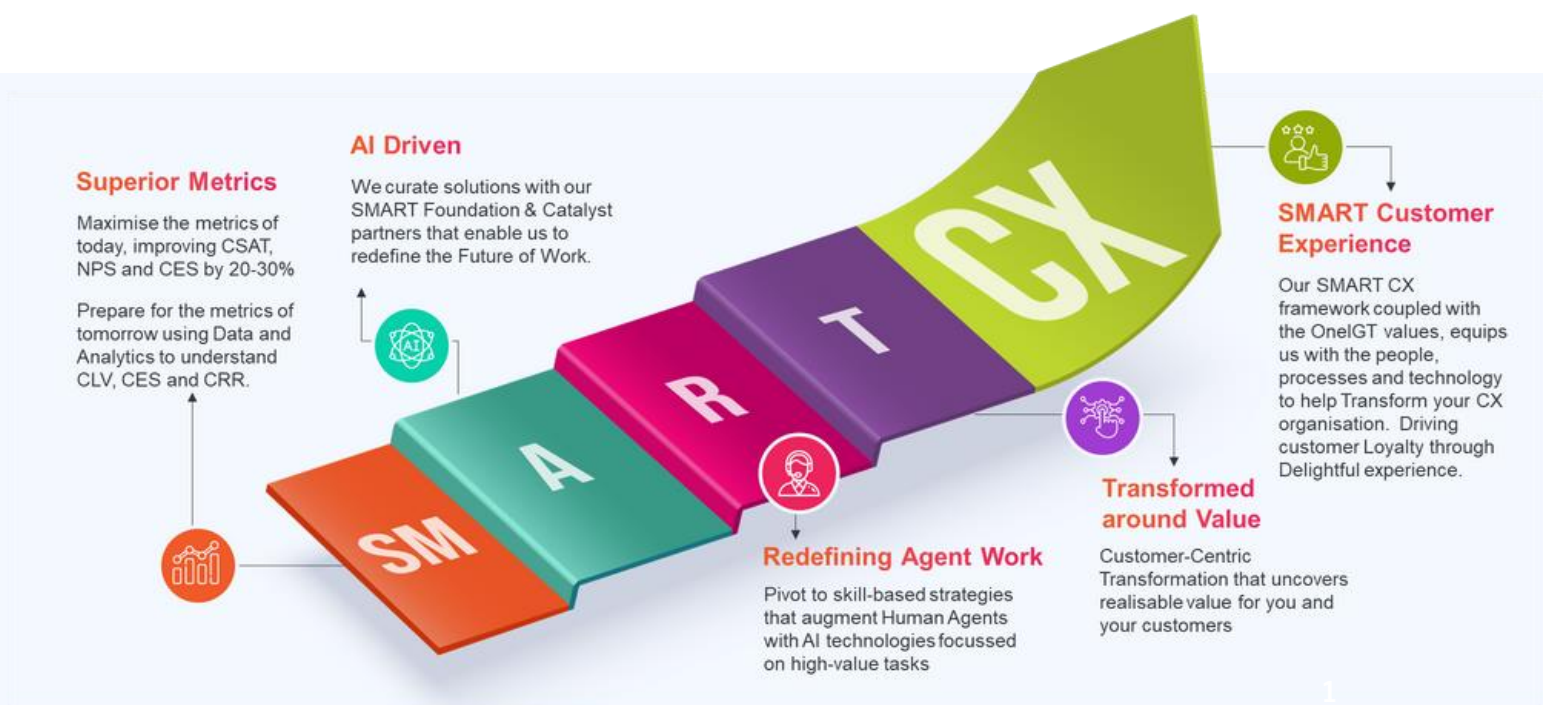 Superior Metrics
Maximise the metrics of
today, improving CSAT,
NPS and CES by 20-30%
Prepare for the metrics of
tomorrow using Data and
Analytics to understand
CLV, CES and CRR.
AI Driven
We curate solutions with our
SMART Foundation & Catalyst
partners that enable us to
redefine the Future of Work.
AI
SM
A
R
T
CX
Redefining Agent Work
Pivot to skill-based strategies
that augment Human Agents
with AI technologies focussed
on high-value tasks
Transformed
around Value
Customer-Centric
Transformation that uncovers
realisable value for you and
your customers
SMART Customer
Experience
Our SMART CX
framework coupled with
the OneIGT values, equips
us with the people,
processes and technology
to help Transform your CX
organisation. Driving
customer Loyalty through
Delightful experience.
1